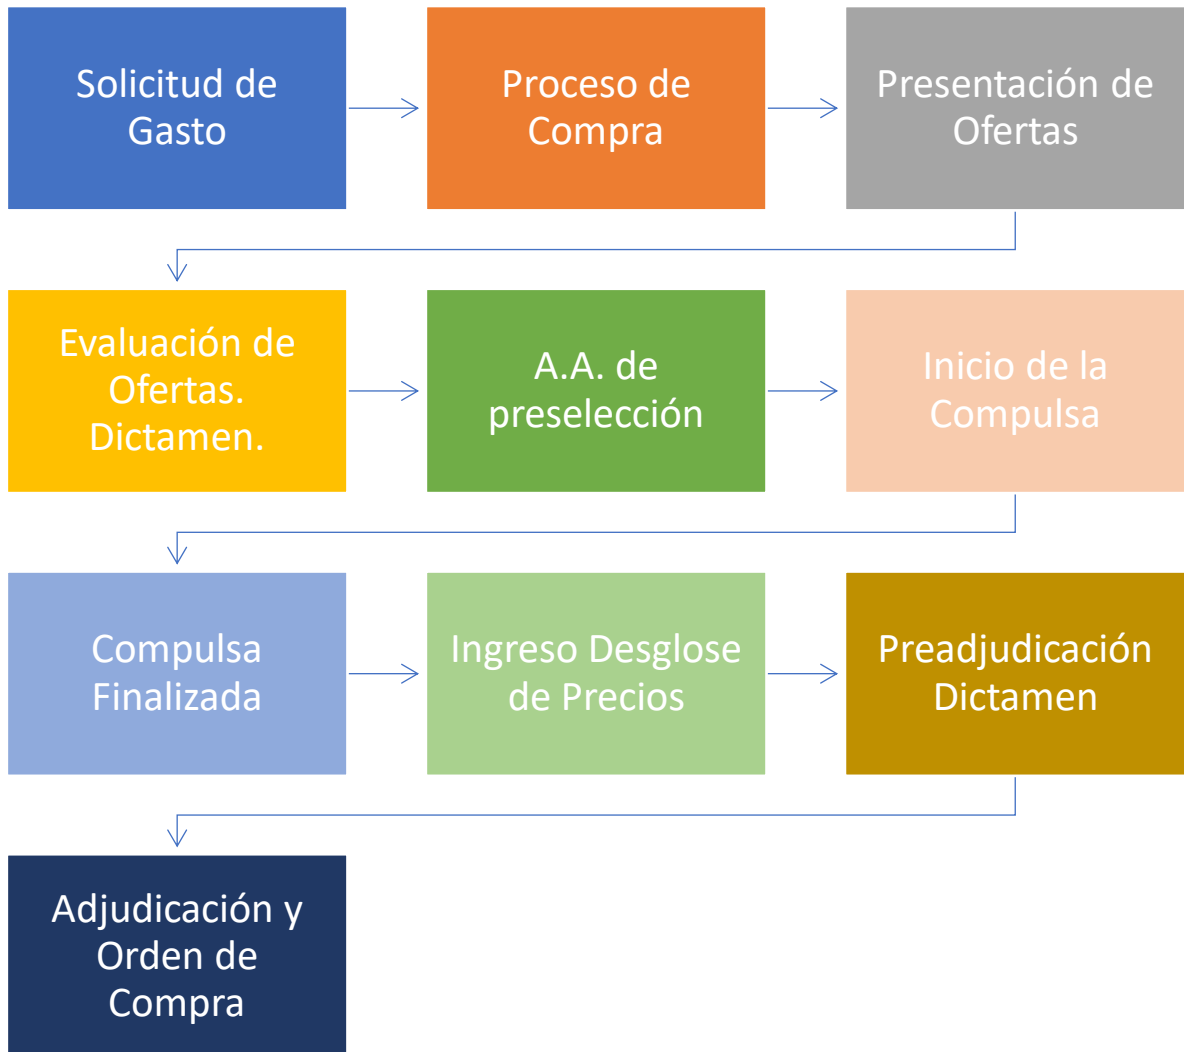 Solicitud de
Gasto
Proceso de
Compra
Presentación de
Ofertas
Evaluación de
Ofertas.
Dictamen.
A.A. de
preselección
Inicio de la
Compulsa
Compulsa
Finalizada
Ingreso Desglose
de Precios
Preadjudicación
Dictamen
Adjudicación y
Orden de
Compra